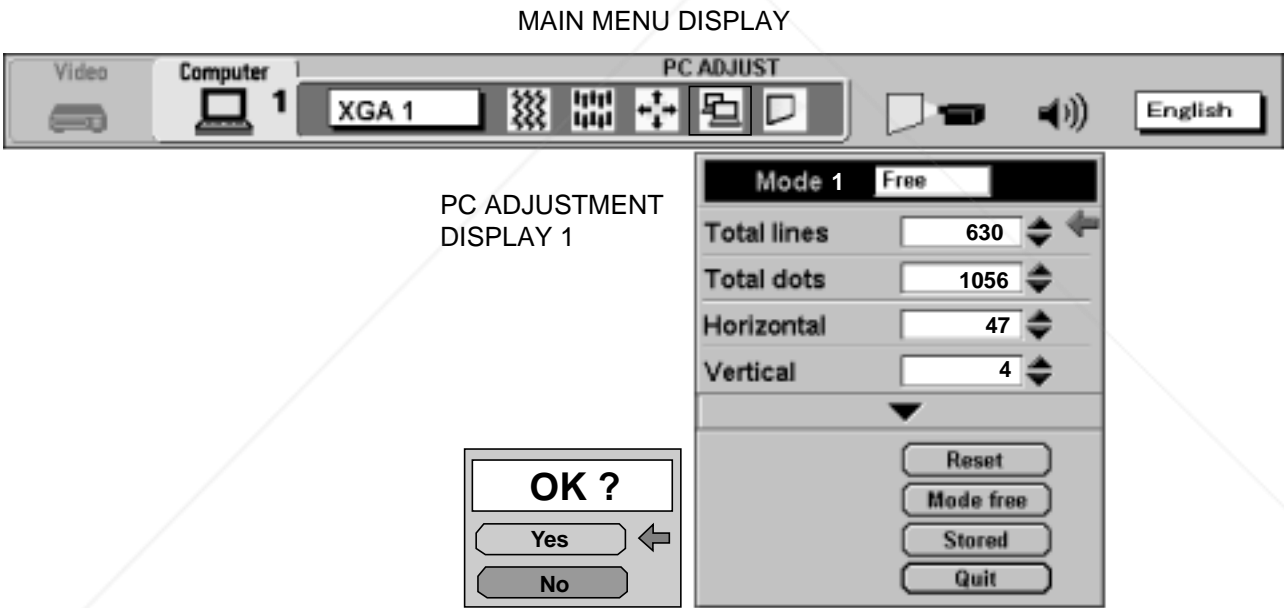 MAIN MENU DISPLAY
Video
Computer
PC ADJUST
1
XGA 1
English
PC ADJUSTMENT
DISPLAY 1
Mode 1 Free
Total lines 630
Total dots 1056
Horizontal 47
Vertical 4
Reset
Mode free
Stored
Quit
OK ?
Yes
No